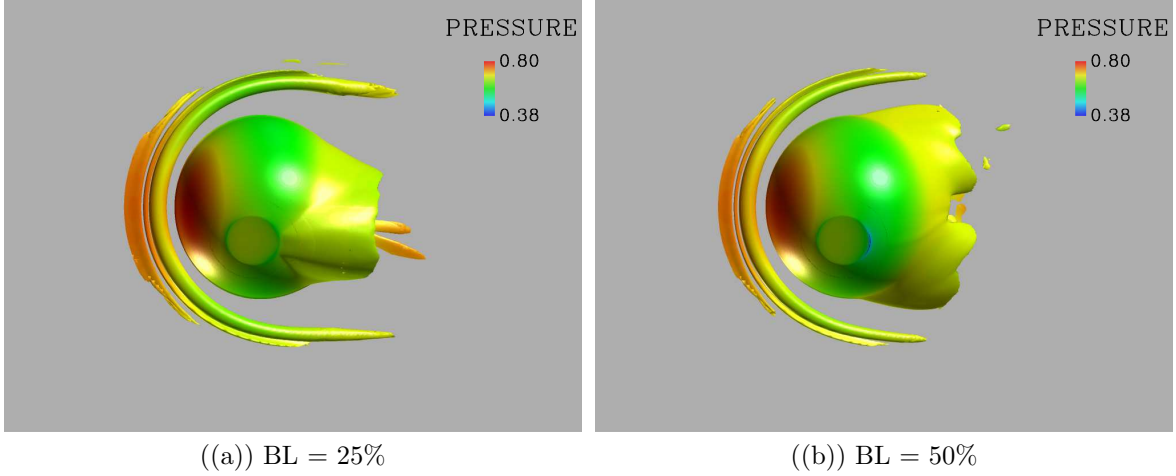 PRESSURE
0.80
0.38
PRESSURE
0.80
0.38
((a)) BL = 25%
((b)) BL = 50%